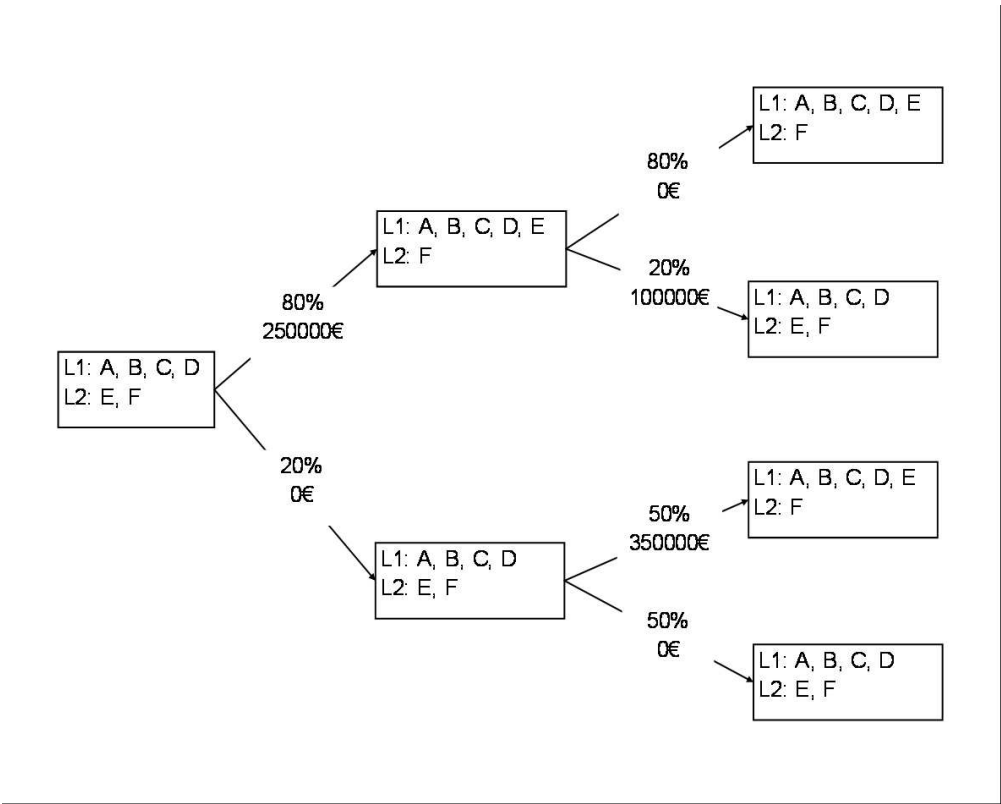 L1: A, B, C, D, E
L2: F
80%
0€
L1: A, B, C, D, E
L2: F
20%
100000€
L1: A, B, C, D
L2: E, F
80%
250000€
L1: A, B, C, D
L2: E, F
20%
0€
L1: A, B, C, D, E
L2: F
50%
350000€
L1: A, B, C, D
L2: E, F
50%
0€
L1: A, B, C, D
L2: E, F